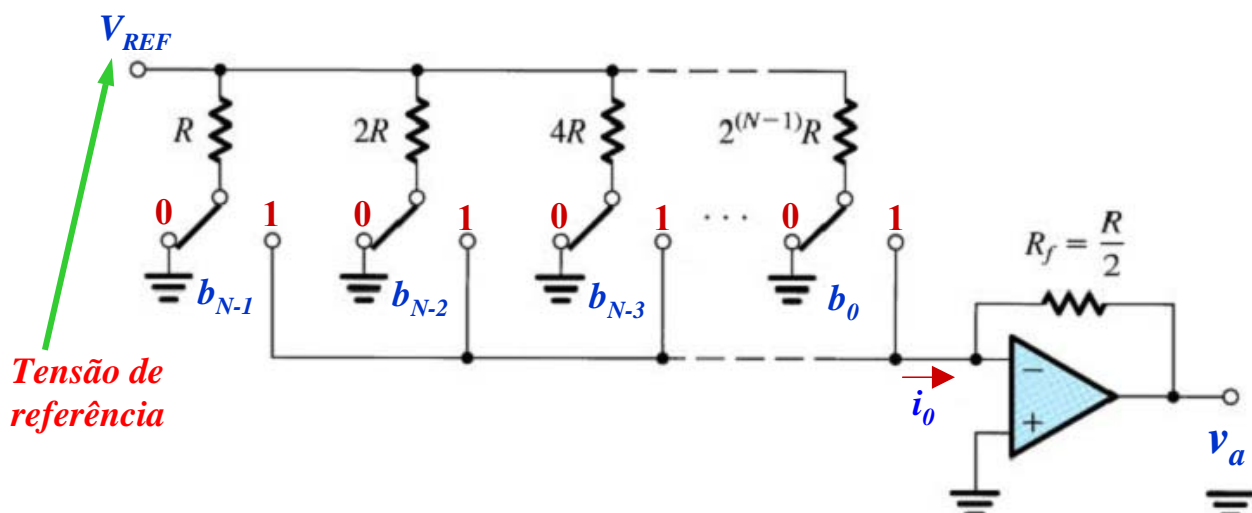 V_REF
R
2R
4R
2^(N−1)R
0 1 0 1 0 1 · · · 0 1
R_f = R/2
b_N-1
b_N-2
b_N-3
b_0
Tensão de
referência
i_0
−
+
v_a